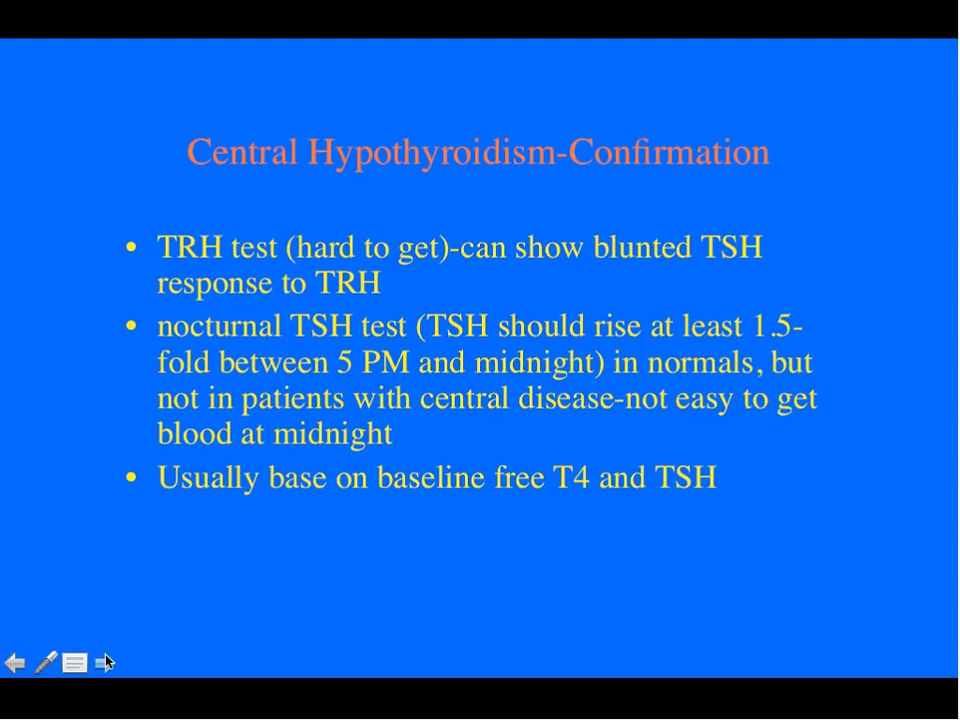 Central Hypothyroidism-Confirmation
• TRH test (hard to get)-can show blunted TSH
response to TRH
• nocturnal TSH test (TSH should rise at least 1.5-
fold between 5 PM and midnight) in normals, but
not in patients with central disease-not easy to get
blood at midnight
• Usually base on baseline free T4 and TSH